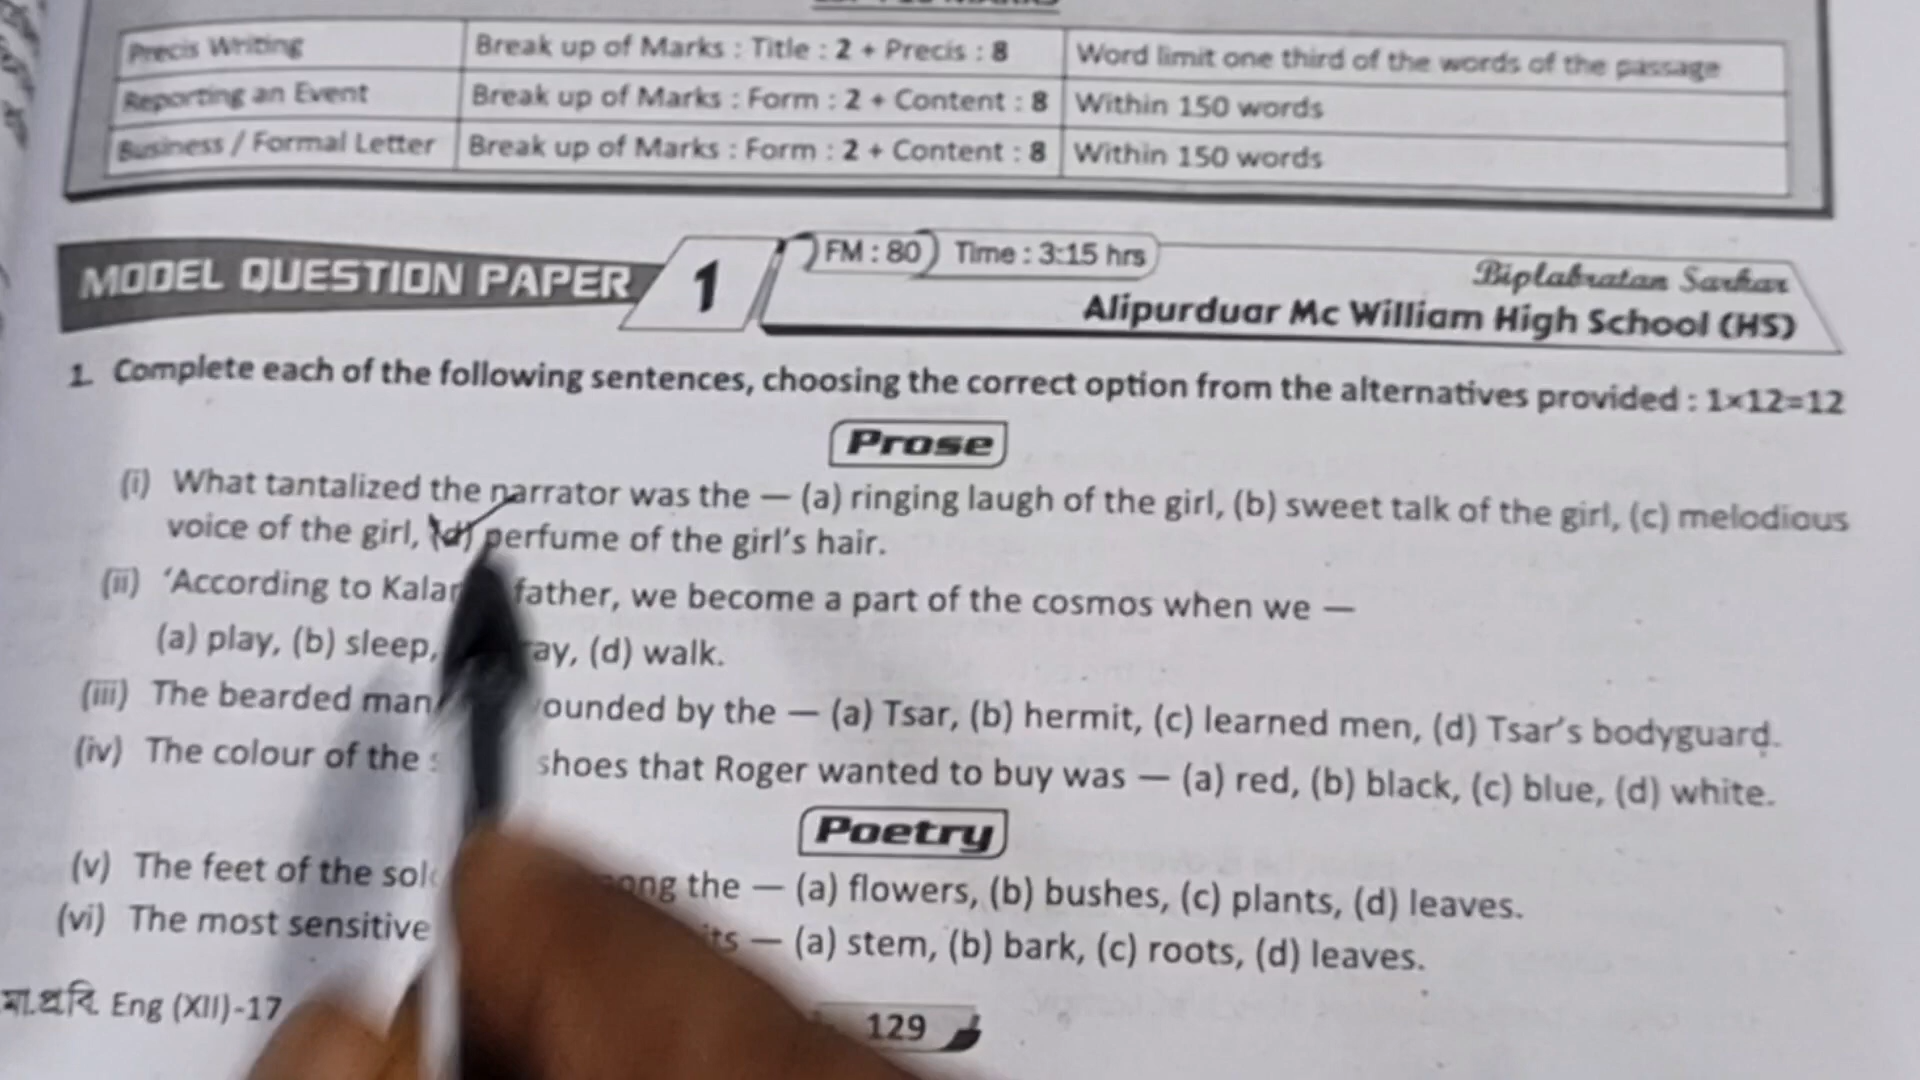 Precis Writing Break up of Marks : Title : 2 + Precis : 8 Word limit one third of the words of the passage
Reporting an Event Break up of Marks : Form : 2 + Content : 8 Within 150 words
Business / Formal Letter Break up of Marks : Form : 2 + Content : 8 Within 150 words
MODEL QUESTION PAPER 1 FM : 80 Time : 3:15 hrs
Biplabratan Sarkar
Alipurduar Mc William High School (HS)
1. Complete each of the following sentences, choosing the correct option from the alternatives provided : 1×12=12
Prose
(i) What tantalized the narrator was the — (a) ringing laugh of the girl, (b) sweet talk of the girl, (c) melodious
voice of the girl, (d) perfume of the girl's hair.
(ii) 'According to father, we become a part of the cosmos when we —
(a) play, (b) sleep, (d) walk.
(iii) The bearded man by the — (a) Tsar, (b) hermit, (c) learned men, (d) Tsar's bodyguard.
(iv) The colour of the shoes that Roger wanted to buy was — (a) red, (b) black, (c) blue, (d) white.
Poetry
(v) The feet of the the — (a) flowers, (b) bushes, (c) plants, (d) leaves.
(vi) The most sensitive — (a) stem, (b) bark, (c) roots, (d) leaves.
মা.প্রবি. Eng (XII)-17
129